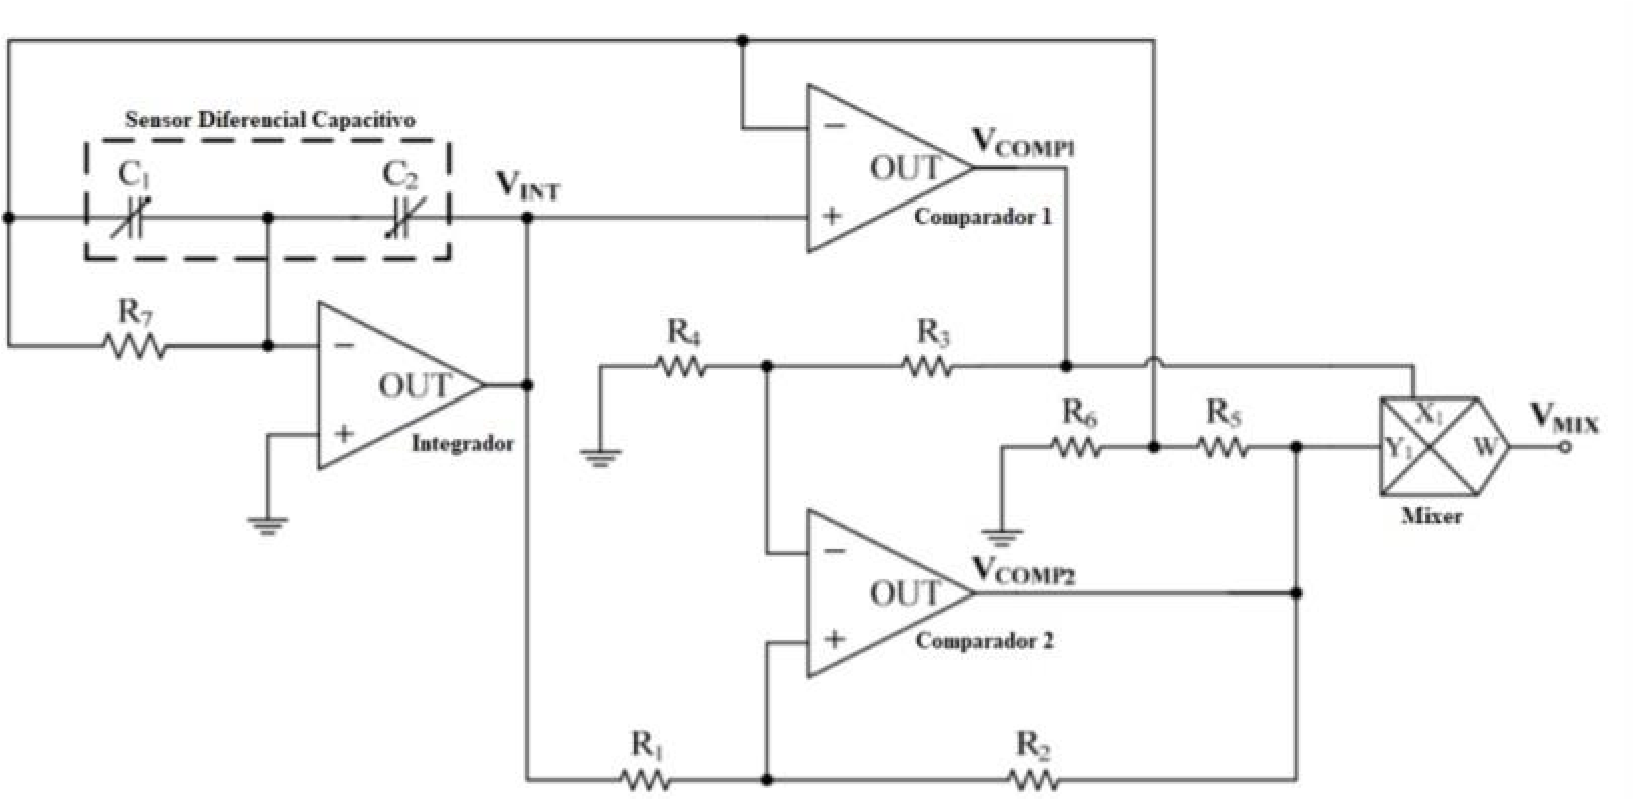 Sensor Diferencial Capacitivo
C1
C2
VINT
R7
−
OUT
+
Integrador
−
OUT
+
VCOMP1
Comparador 1
R4
R3
R6
R5
X1
Y1
W
VMIX
Mixer
−
OUT
+
VCOMP2
Comparador 2
R1
R2